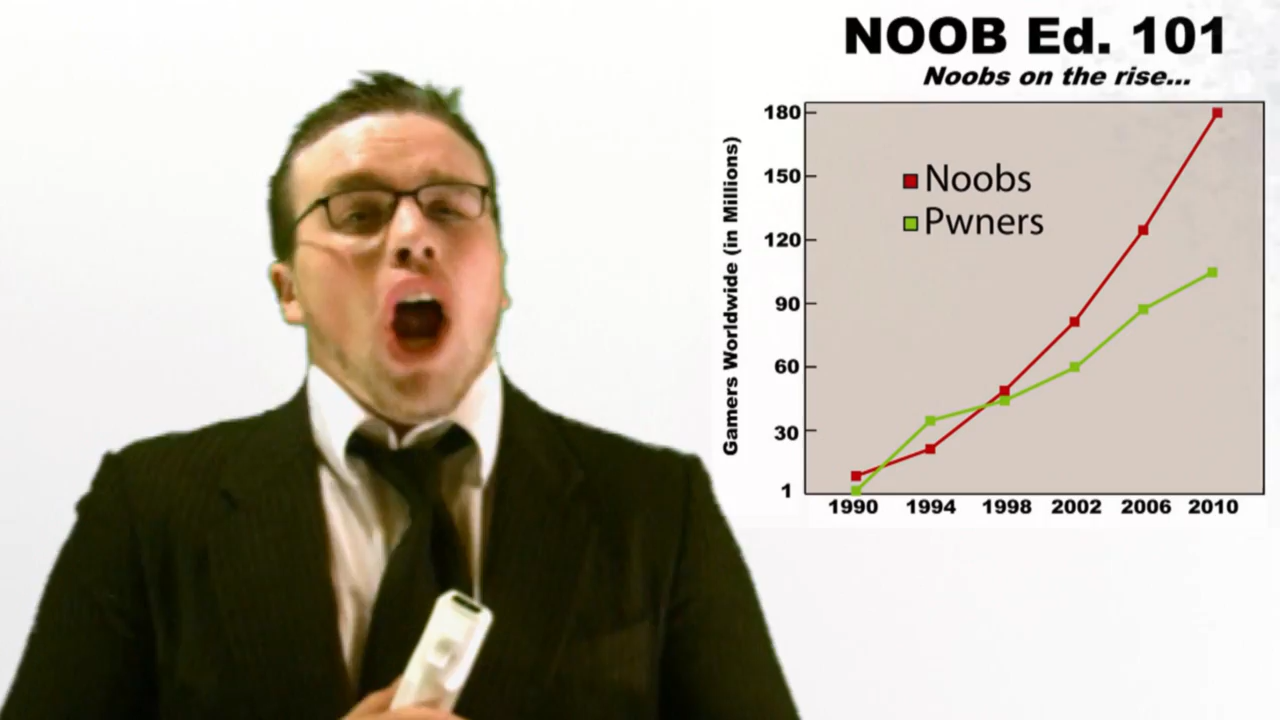 NOOB Ed. 101
Noobs on the rise...
Gamers Worldwide (in Millions)
180
150
120
90
60
30
1
Noobs
Pwners
1990 1994 1998 2002 2006 2010